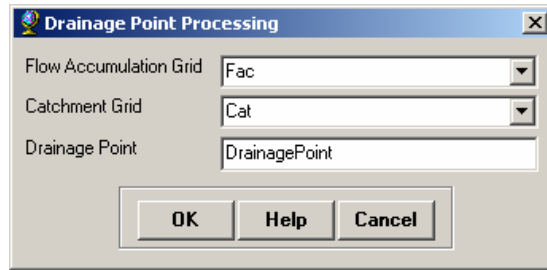 Drainage Point Processing
Flow Accumulation Grid Fac
Catchment Grid Cat
Drainage Point DrainagePoint
OK Help Cancel